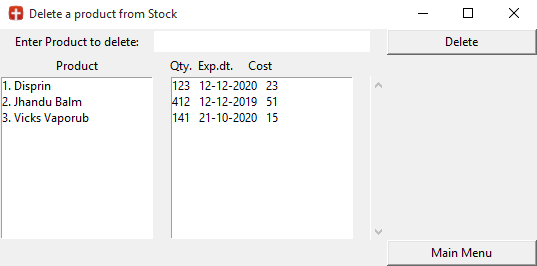 Delete a product from Stock
Enter Product to delete: Delete
Product Qty. Exp.dt. Cost
1. Disprin 123 12-12-2020 23
2. Jhandu Balm 412 12-12-2019 51
3. Vicks Vaporub 141 21-10-2020 15
Main Menu